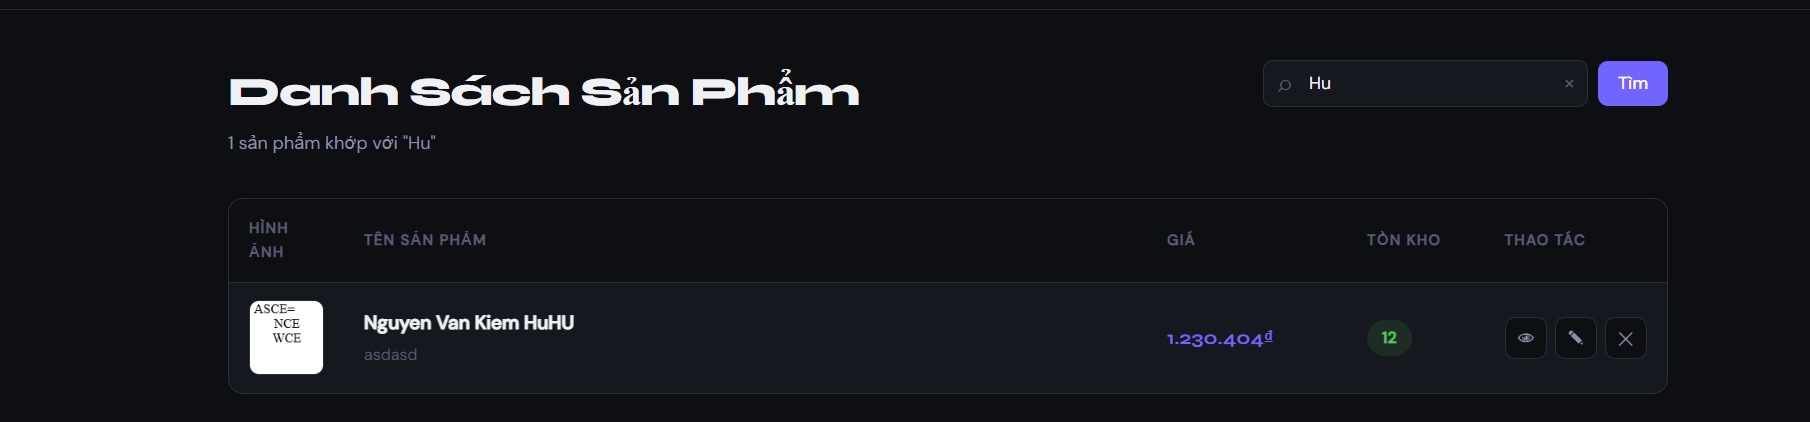 Danh Sách Sản Phẩm
Hu
×
Tìm
1 sản phẩm khớp với "Hu"
HÌNH
ẢNH
TÊN SẢN PHẨM
GIÁ
TỒN KHO
THAO TÁC
ASCE=
NCE
WCE
Nguyen Van Kiem HuHU
asdasd
1.230.404₫
12